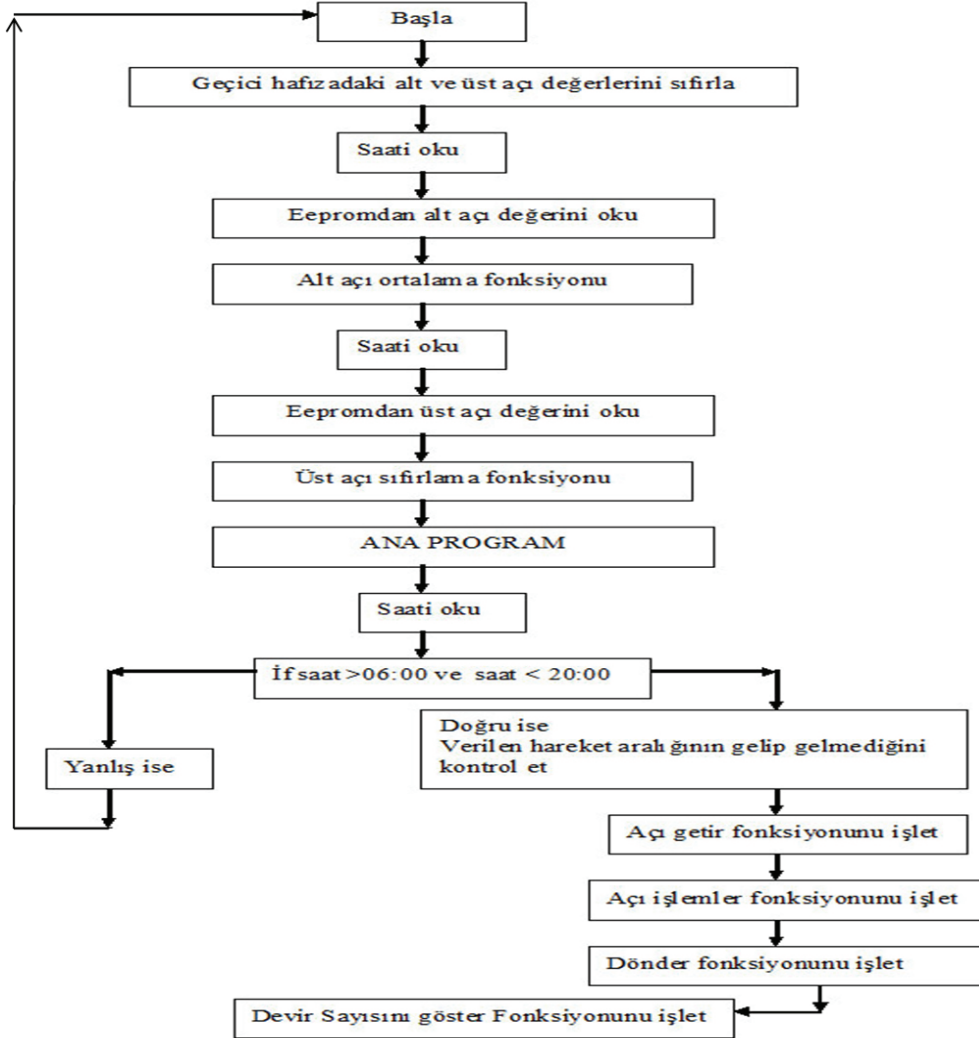 Başla
Geçici hafızadaki alt ve üst açı değerlerini sıfırla
Saati oku
Eepromdan alt açı değerini oku
Alt açı ortalama fonksiyonu
Saati oku
Eepromdan üst açı değerini oku
Üst açı sıfırlama fonksiyonu
ANA PROGRAM
Saati oku
İf saat >06:00 ve saat < 20:00
Doğru ise
Verilen hareket aralığının gelip gelmediğini
kontrol et
Yanlış ise
Açı getir fonksiyonunu işlet
Açı işlemler fonksiyonunu işlet
Dönder fonksiyonunu işlet
Devir Sayısını göster Fonksiyonunu işlet